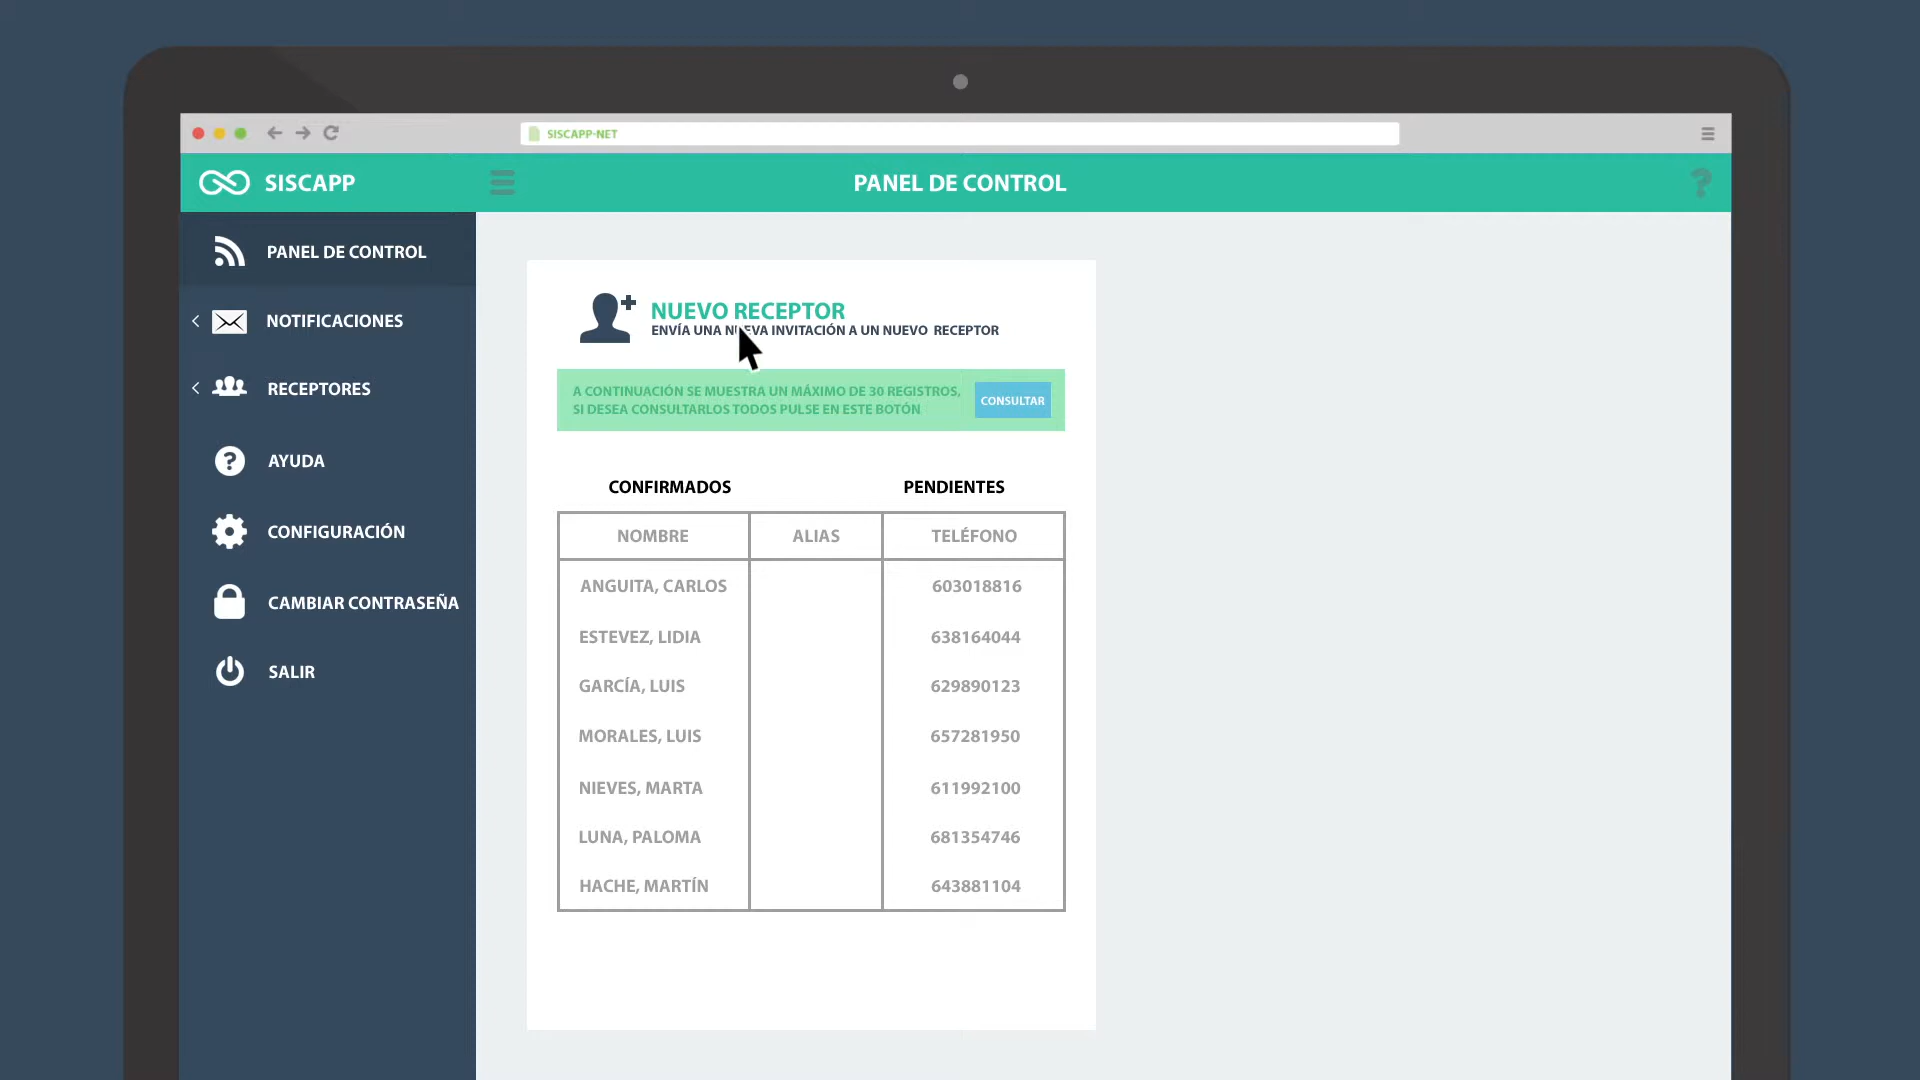 SISCAPP-NET
SISCAPP
PANEL DE CONTROL
?
PANEL DE CONTROL
NOTIFICACIONES
RECEPTORES
? AYUDA
CONFIGURACIÓN
CAMBIAR CONTRASEÑA
SALIR
NUEVO RECEPTOR
ENVÍA UNA NUEVA INVITACIÓN A UN NUEVO RECEPTOR
A CONTINUACIÓN SE MUESTRA UN MÁXIMO DE 30 REGISTROS,
SI DESEA CONSULTARLOS TODOS PULSE EN ESTE BOTÓN
CONSULTAR
CONFIRMADOS PENDIENTES
NOMBRE ALIAS TELÉFONO
ANGUITA, CARLOS 603018816
ESTEVEZ, LIDIA 638164044
GARCÍA, LUIS 629890123
MORALES, LUIS 657281950
NIEVES, MARTA 611992100
LUNA, PALOMA 681354746
HACHE, MARTÍN 643881104